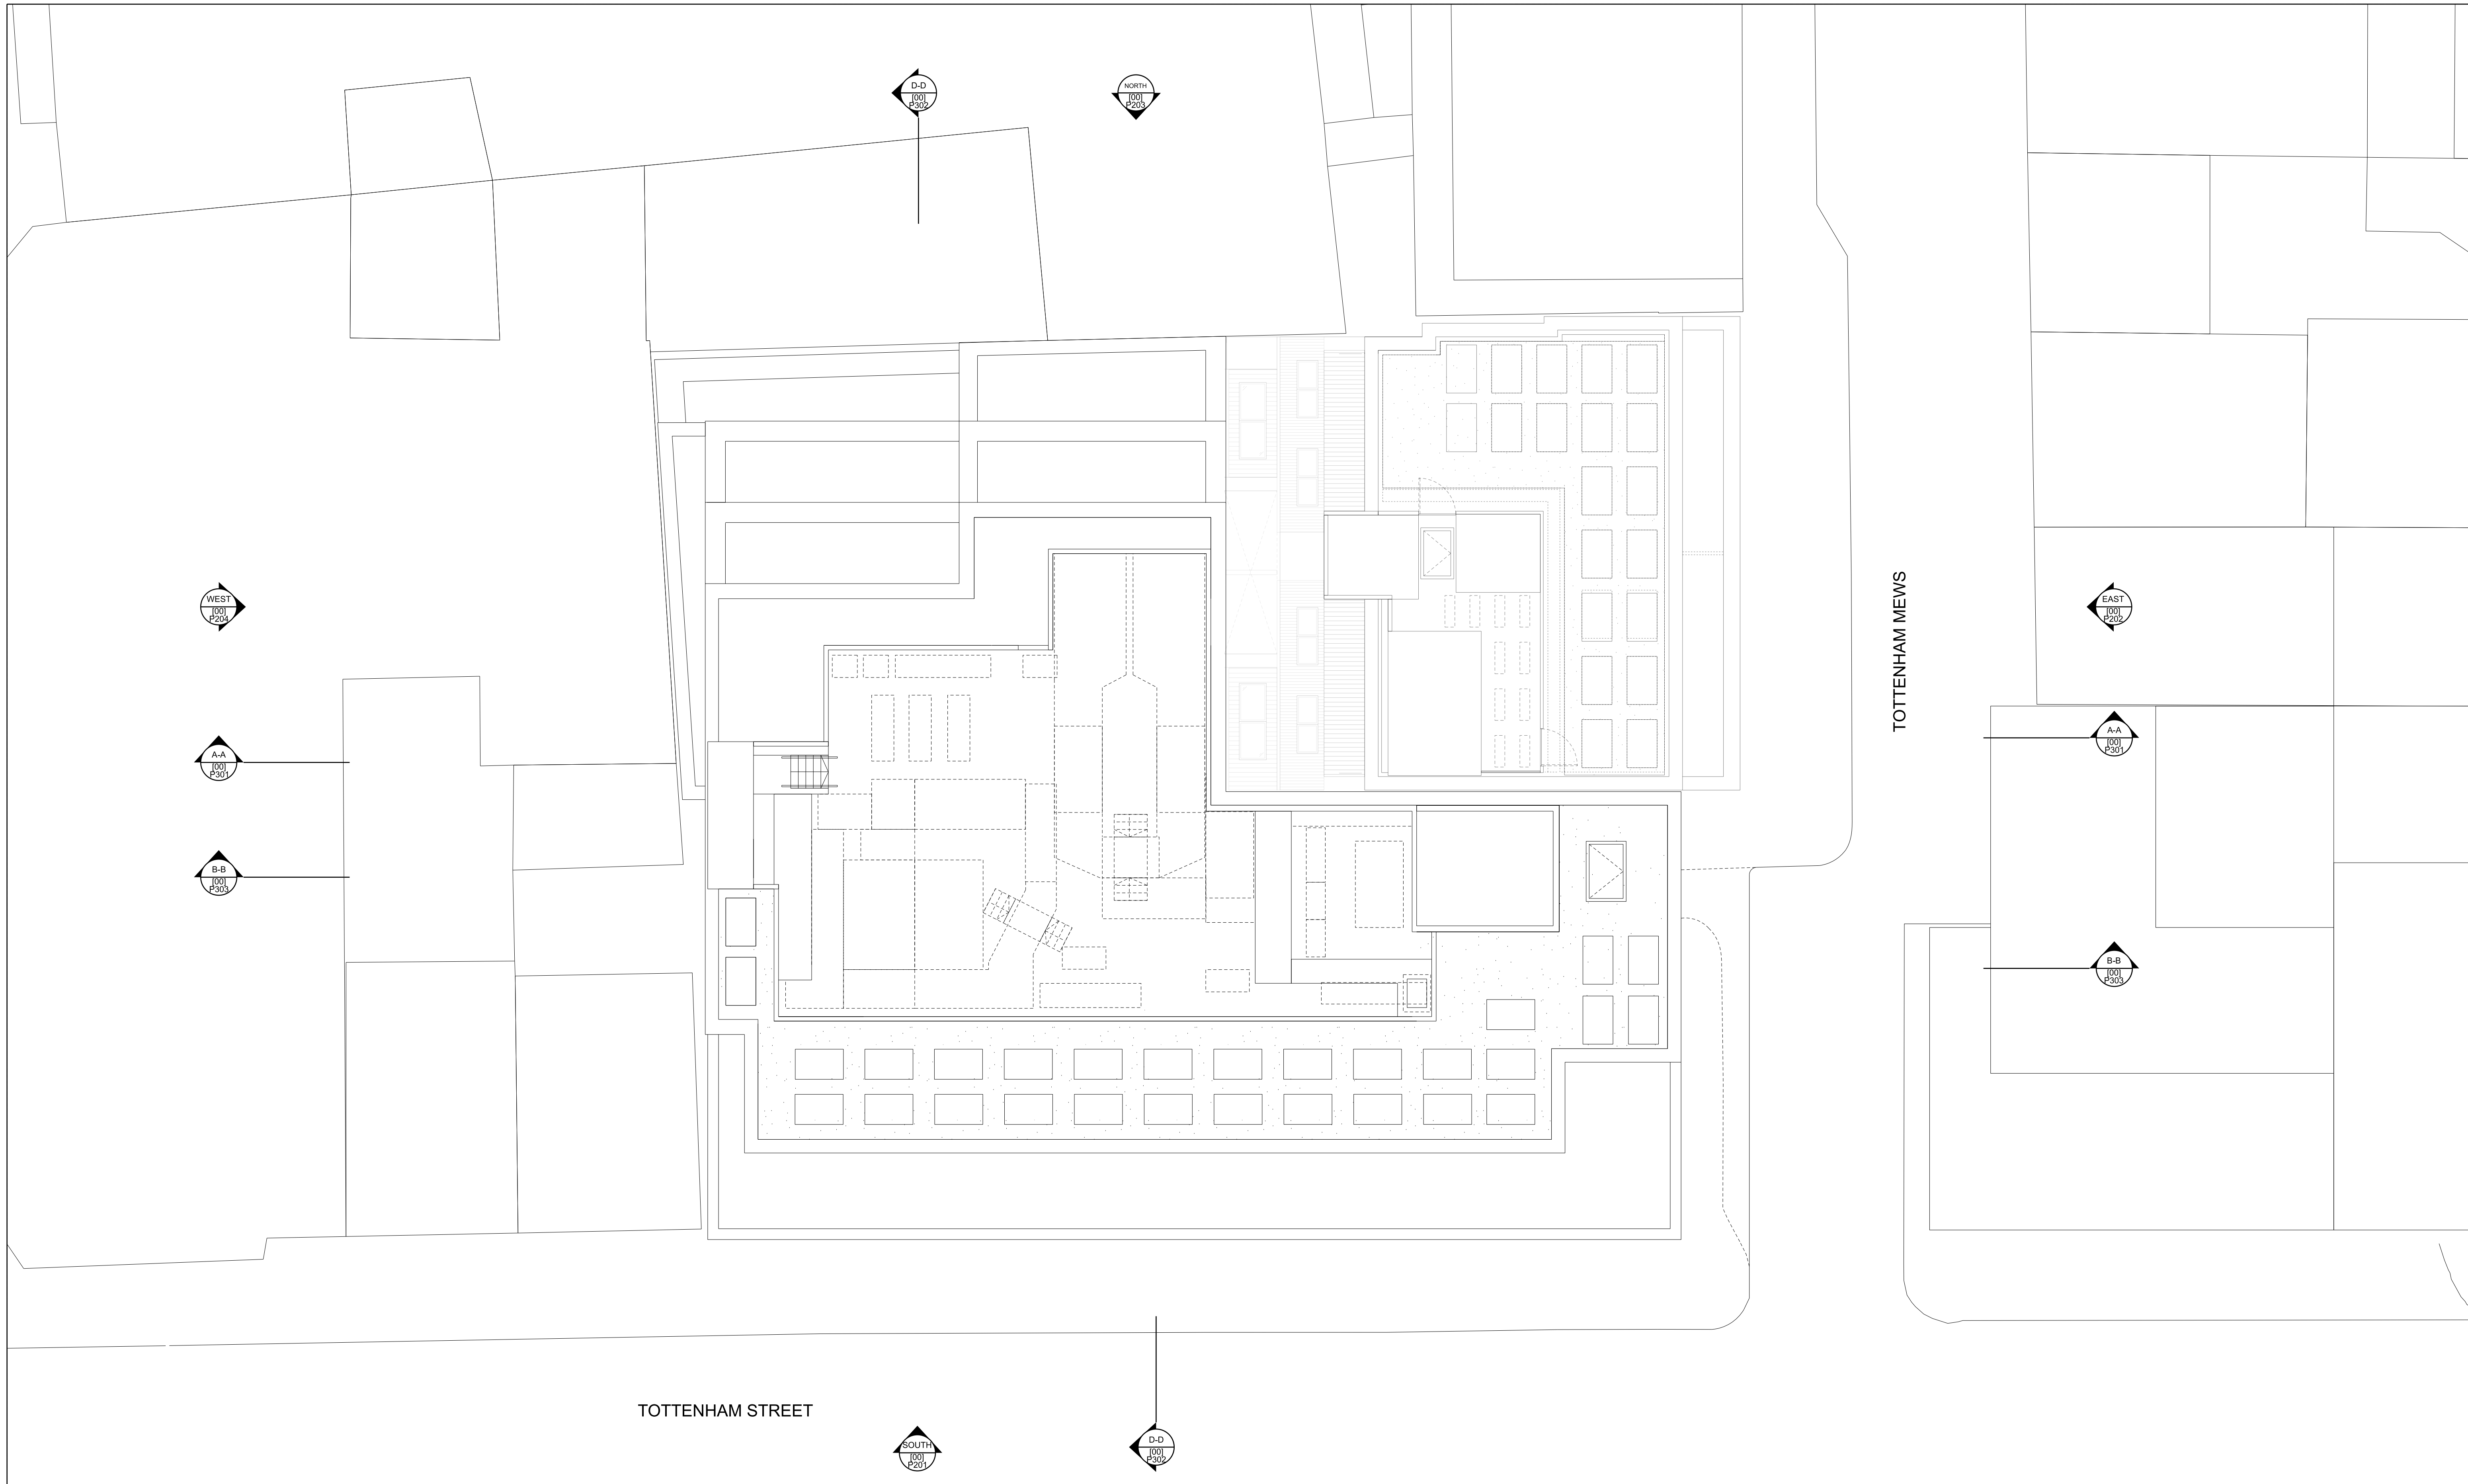 D-D
[00]
P302
NORTH
[00]
P203
WEST
[00]
P204
TOTTENHAM MEWS
EAST
[00]
P202
A-A
[00]
P301
A-A
[00]
P301
B-B
[00]
P303
B-B
[00]
P303
TOTTENHAM STREET
SOUTH
[00]
P201
D-D
[00]
P302